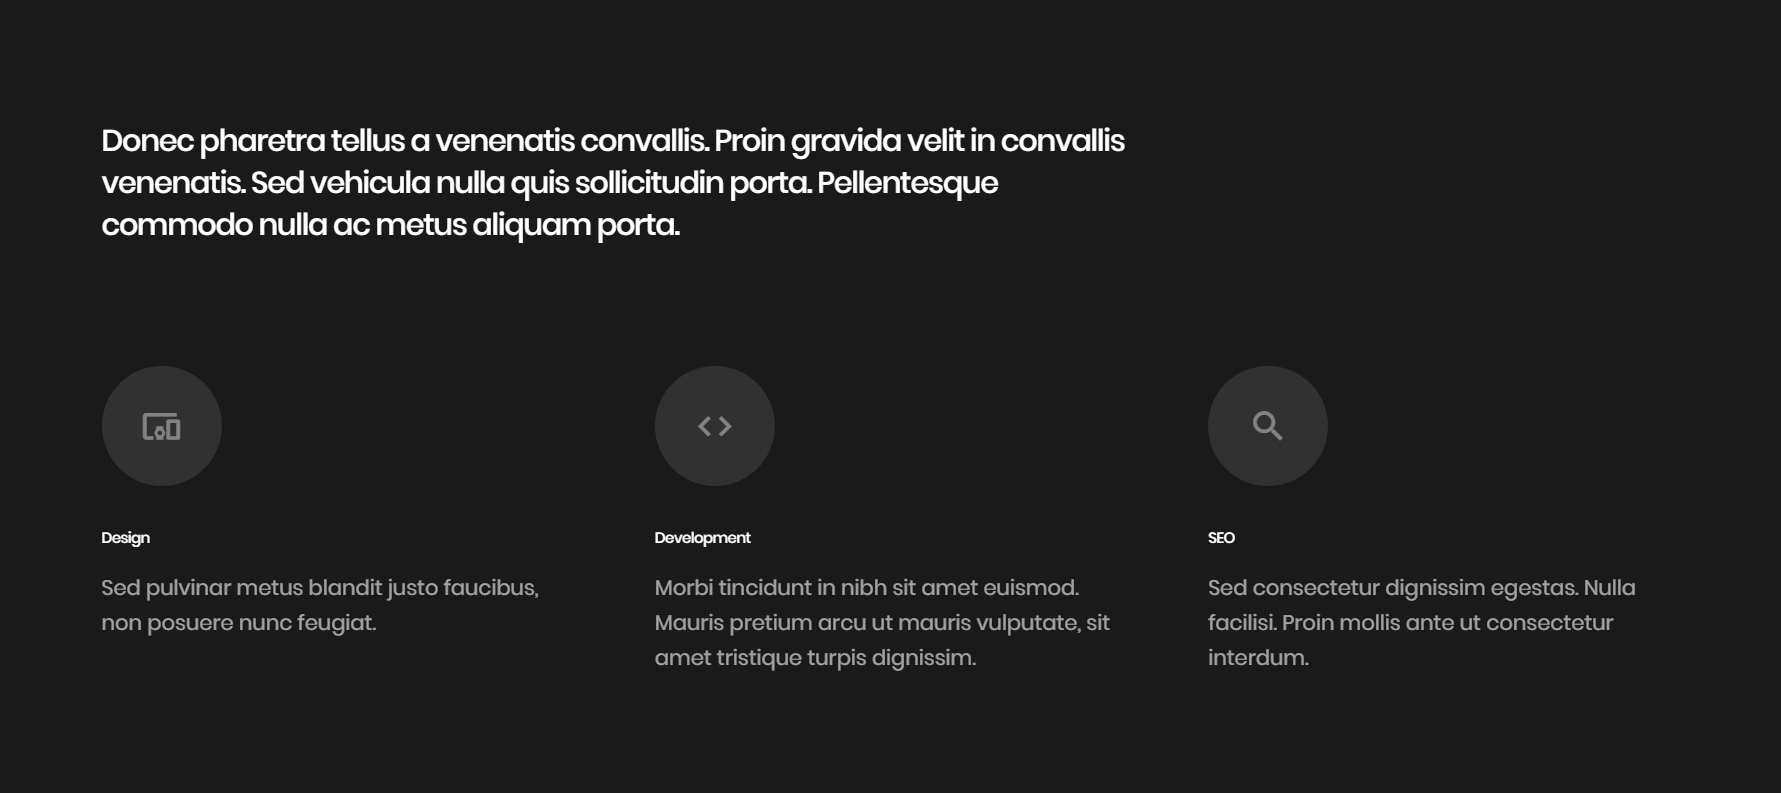 Donec pharetra tellus a venenatis convallis. Proin gravida velit in convallis
venenatis. Sed vehicula nulla quis sollicitudin porta. Pellentesque
commodo nulla ac metus aliquam porta.
Design
Sed pulvinar metus blandit justo faucibus,
non posuere nunc feugiat.
Development
Morbi tincidunt in nibh sit amet euismod.
Mauris pretium arcu ut mauris vulputate, sit
amet tristique turpis dignissim.
SEO
Sed consectetur dignissim egestas. Nulla
facilisi. Proin mollis ante ut consectetur
interdum.